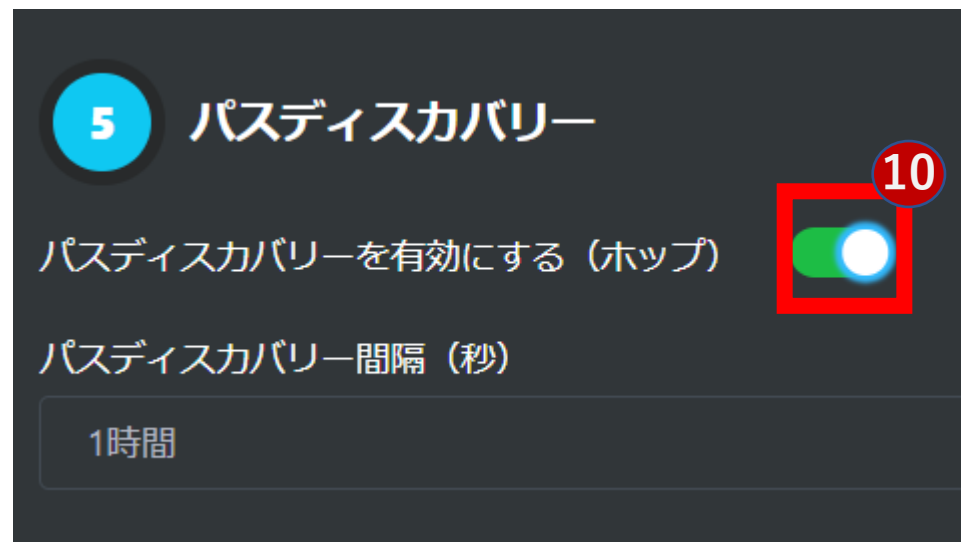 5 パスディスカバリー
10
パスディスカバリーを有効にする（ホップ）
パスディスカバリー間隔（秒）
1時間